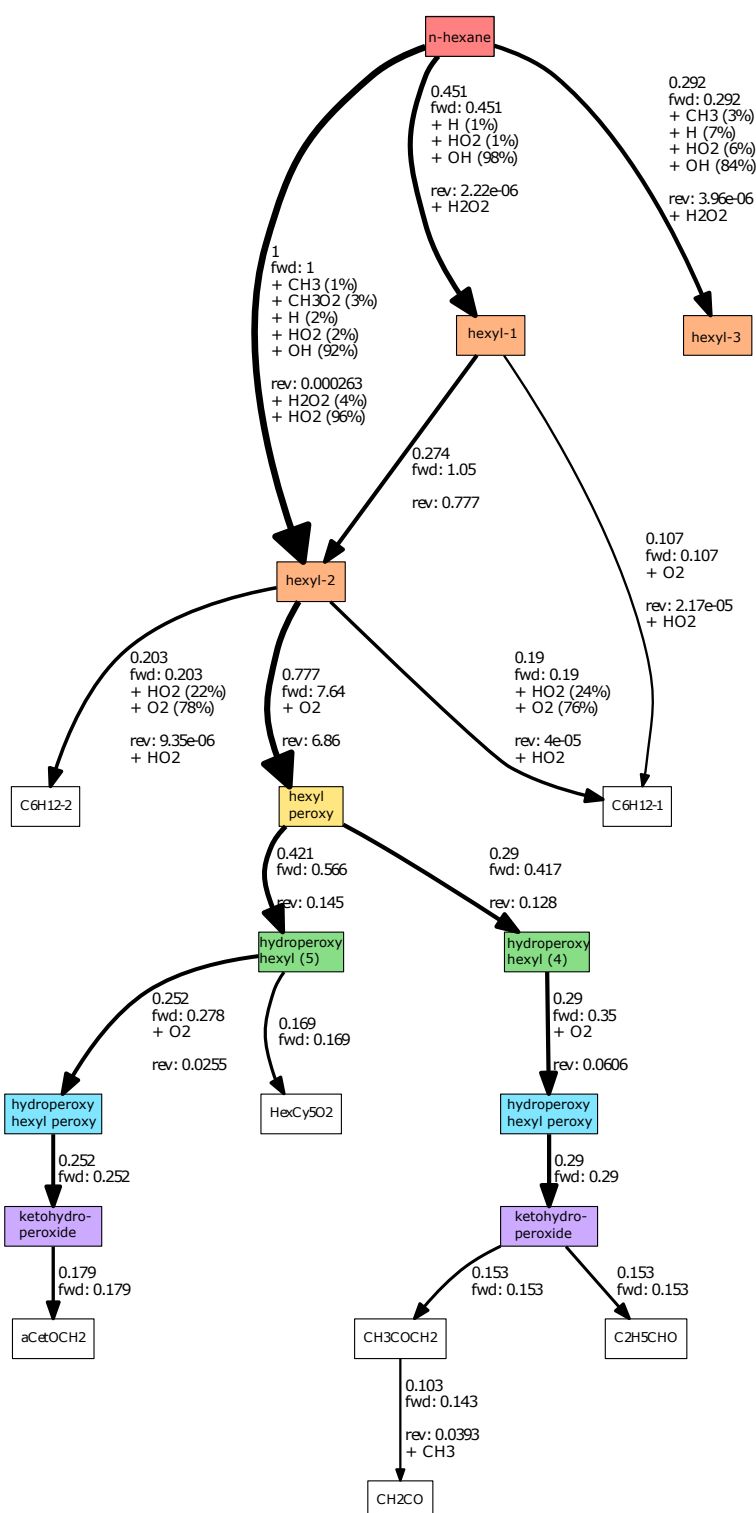 n-hexane
0.451
fwd: 0.451
+ H (1%)
+ HO2 (1%)
+ OH (98%)
rev: 2.22e-06
+ H2O2
0.292
fwd: 0.292
+ CH3 (3%)
+ H (7%)
+ HO2 (6%)
+ OH (84%)
rev: 3.96e-06
+ H2O2
1
fwd: 1
+ CH3 (1%)
+ CH3O2 (3%)
+ H (2%)
+ HO2 (2%)
+ OH (92%)
rev: 0.000263
+ H2O2 (4%)
+ HO2 (96%)
hexyl-1
hexyl-3
0.274
fwd: 1.05
rev: 0.777
0.107
fwd: 0.107
+ O2
rev: 2.17e-05
+ HO2
hexyl-2
0.203
fwd: 0.203
+ HO2 (22%)
+ O2 (78%)
rev: 9.35e-06
+ HO2
0.777
fwd: 7.64
+ O2
rev: 6.86
0.19
fwd: 0.19
+ HO2 (24%)
+ O2 (76%)
rev: 4e-05
+ HO2
C6H12-2
hexyl
peroxy
C6H12-1
0.421
fwd: 0.566
rev: 0.145
0.29
fwd: 0.417
rev: 0.128
hydroperoxy
hexyl (5)
hydroperoxy
hexyl (4)
0.252
fwd: 0.278
+ O2
rev: 0.0255
0.169
fwd: 0.169
0.29
fwd: 0.35
+ O2
rev: 0.0606
hydroperoxy
hexyl peroxy
HexCy5O2
hydroperoxy
hexyl peroxy
0.252
fwd: 0.252
0.29
fwd: 0.29
ketohydro-
peroxide
ketohydro-
peroxide
0.179
fwd: 0.179
0.153
fwd: 0.153
0.153
fwd: 0.153
aCetOCH2
CH3COCH2
C2H5CHO
0.103
fwd: 0.143
rev: 0.0393
+ CH3
CH2CO